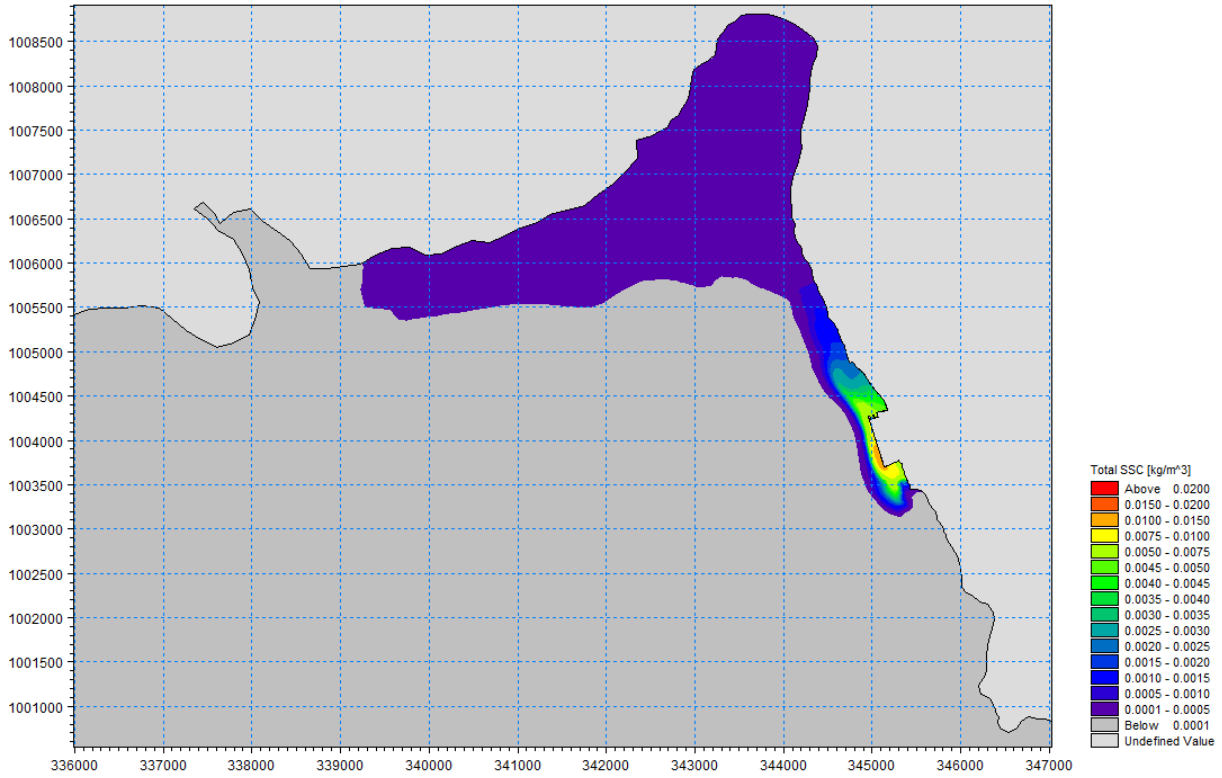 1008500
1008000
1007500
1007000
1006500
1006000
1005500
1005000
1004500
1004000
1003500
1003000
1002500
1002000
1001500
1001000
336000 337000 338000 339000 340000 341000 342000 343000 344000 345000 346000 347000
Total SSC [kg/m^3]
Above 0.0200
0.0150 - 0.0200
0.0100 - 0.0150
0.0075 - 0.0100
0.0050 - 0.0075
0.0045 - 0.0050
0.0040 - 0.0045
0.0035 - 0.0040
0.0030 - 0.0035
0.0025 - 0.0030
0.0020 - 0.0025
0.0015 - 0.0020
0.0010 - 0.0015
0.0005 - 0.0010
0.0001 - 0.0005
Below 0.0001
Undefined Value